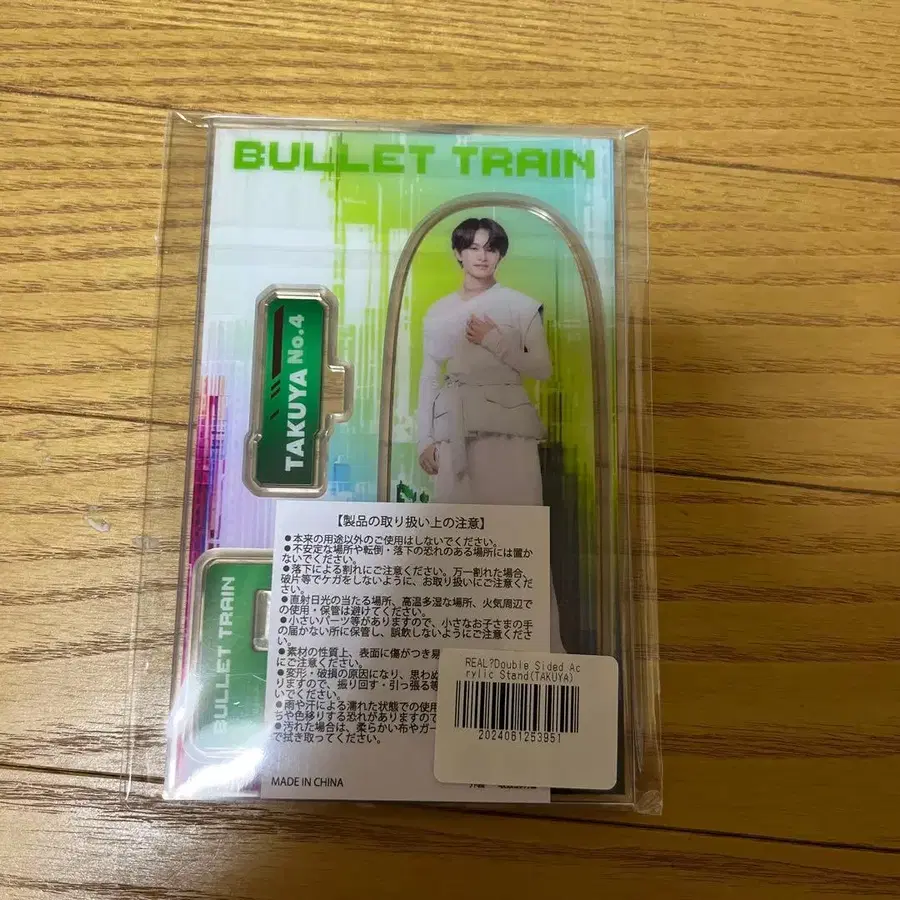 BULLET TRAIN
TAKUYA No.4
BULLET TRAIN
【製品の取り扱い上の注意】
●本来の用途以外のご使用はしないでください。
●不安定な場所や転倒・落下の恐れのある場所には置か
ないでください。
●落下による割れにご注意ください。万一割れた場合、
破片等でケガをしないように、お取り扱いにご注意くだ
さい。
●直射日光の当たる場所、高温多湿な場所、火気周辺で
の使用・保管は避けてください。
●小さいパーツ等がありますので、小さなお子さまの手
の届かない所に保管し、誤飲しないようにご注意くださ
い。
●素材の性質上、表面に傷がつき易
にご注意ください。
●変形・破損の原因になり、思わぬ
りますので、振り回す・引っ張る等
いでください。
●雨や汗による濡れた状態での使用
ちや色移りする恐れがありますので
●汚れた場合は、柔らかい布やガー
で拭き取ってください。
MADE IN CHINA
REAL?Double Sided Ac
rylic Stand(TAKUYA)
2024061253951